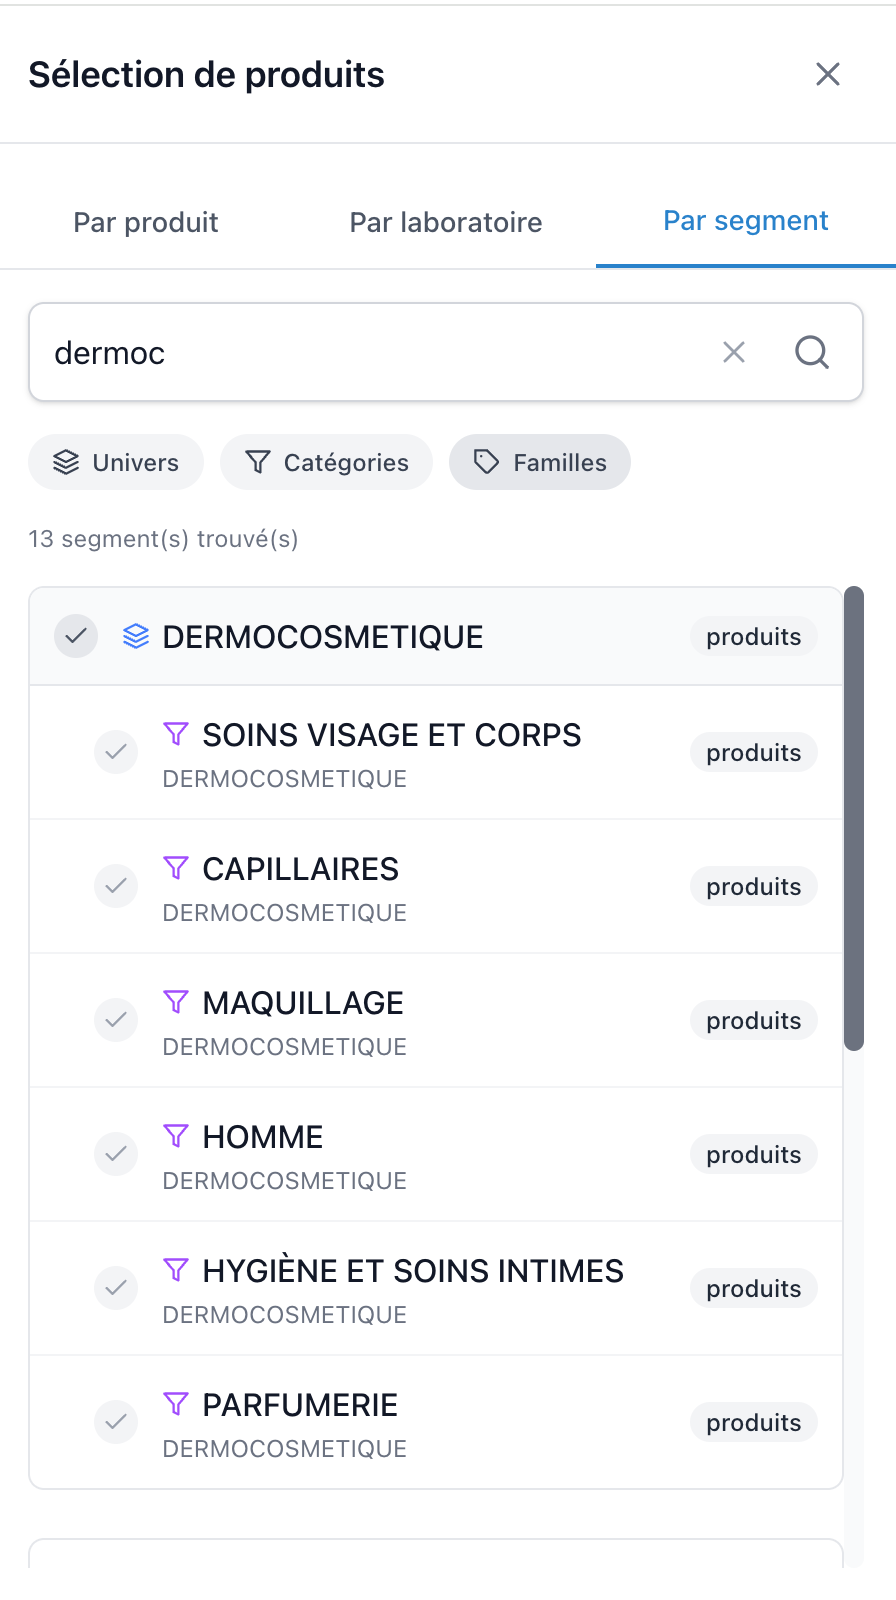 Sélection de produits
Par produit
Par laboratoire
Par segment
dermoc
Univers
Catégories
Familles
13 segment(s) trouvé(s)
DERMOCOSMETIQUE
produits
SOINS VISAGE ET CORPS
DERMOCOSMETIQUE
produits
CAPILLAIRES
DERMOCOSMETIQUE
produits
MAQUILLAGE
DERMOCOSMETIQUE
produits
HOMME
DERMOCOSMETIQUE
produits
HYGIÈNE ET SOINS INTIMES
DERMOCOSMETIQUE
produits
PARFUMERIE
DERMOCOSMETIQUE
produits